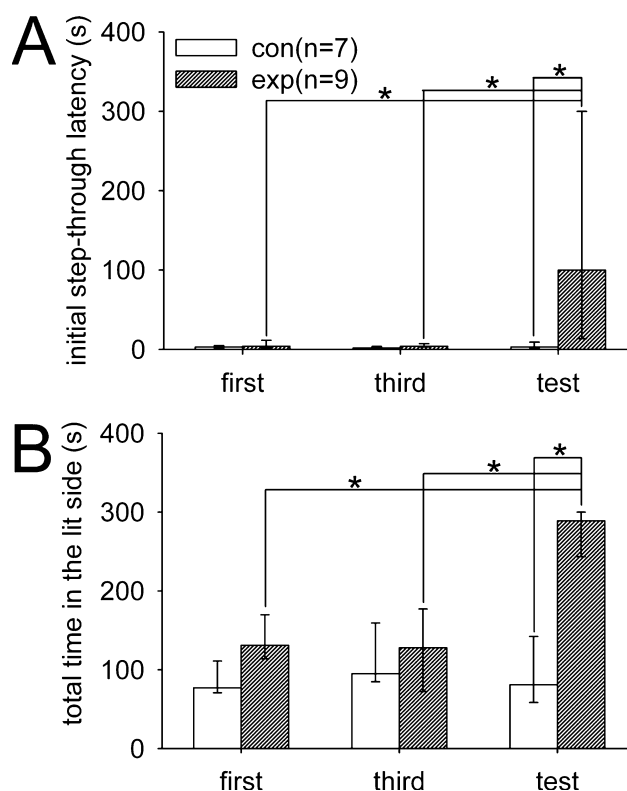 A
initial step-through latency (s)
400
300
200
100
0
con(n=7)
exp(n=9)
*
*
*
first third test
B
total time in the lit side (s)
400
300
200
100
0
*
*
*
first third test